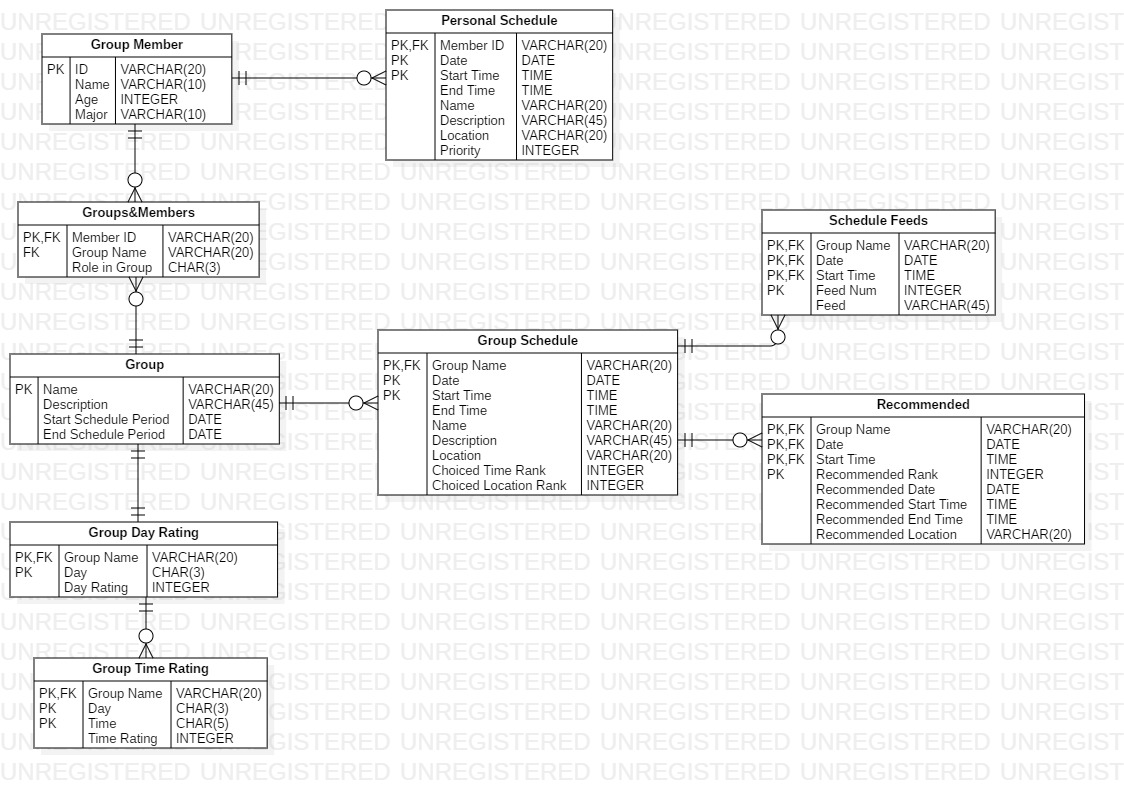 Personal Schedule
PK,FK Member ID VARCHAR(20)
PK Date DATE
PK Start Time TIME
End Time TIME
Name VARCHAR(20)
Description VARCHAR(45)
Location VARCHAR(20)
Priority INTEGER
Group Member
PK ID VARCHAR(20)
Name VARCHAR(10)
Age INTEGER
Major VARCHAR(10)
Groups&Members
PK,FK Member ID VARCHAR(20)
FK Group Name VARCHAR(20)
Role in Group CHAR(3)
Schedule Feeds
PK,FK Group Name VARCHAR(20)
PK,FK Date DATE
PK,FK Start Time TIME
PK Feed Num INTEGER
Feed VARCHAR(45)
Group Schedule
PK,FK Group Name VARCHAR(20)
PK Date DATE
PK Start Time TIME
End Time TIME
Name VARCHAR(20)
Description VARCHAR(45)
Location VARCHAR(20)
Choiced Time Rank INTEGER
Choiced Location Rank INTEGER
Group
PK Name VARCHAR(20)
Description VARCHAR(45)
Start Schedule Period DATE
End Schedule Period DATE
Recommended
PK,FK Group Name VARCHAR(20)
PK,FK Date DATE
PK,FK Start Time TIME
PK Recommended Rank INTEGER
Recommended Date DATE
Recommended Start Time TIME
Recommended End Time TIME
Recommended Location VARCHAR(20)
Group Day Rating
PK,FK Group Name VARCHAR(20)
PK Day CHAR(3)
Day Rating INTEGER
Group Time Rating
PK,FK Group Name VARCHAR(20)
PK Day CHAR(3)
PK Time CHAR(5)
Time Rating INTEGER
UNREGISTERED